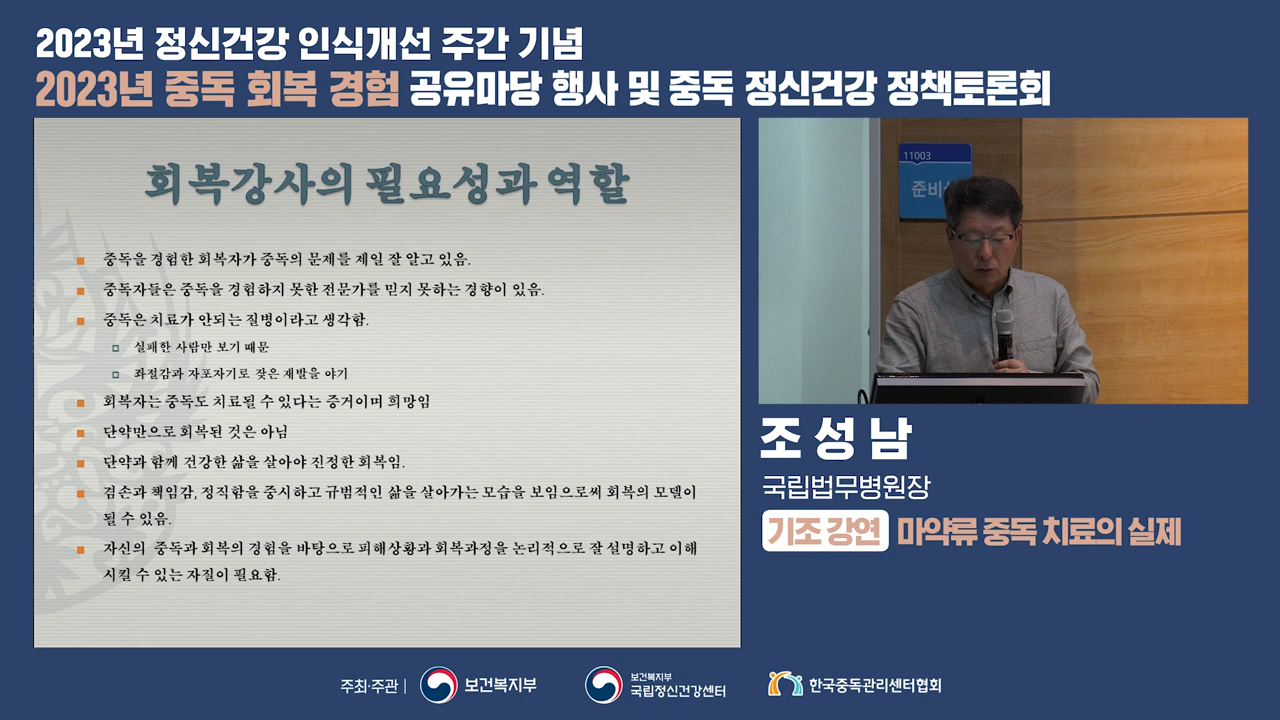 2023년 정신건강 인식개선 주간 기념
2023년 중독 회복 경험 공유마당 행사 및 중독 정신건강 정책토론회
회복강사의 필요성과 역할
중독을 경험한 회복자가 중독의 문제를 제일 잘 알고 있음.
중독자들은 중독을 경험하지 못한 전문가를 믿지 못하는 경향이 있음.
중독은 치료가 안되는 질병이라고 생각함.
실패한 사람만 보기 때문
좌절감과 자포자기로 잦은 재발을 야기
회복자는 중독도 치료될 수 있다는 증거이며 희망임
단약만으로 회복된 것은 아님
단약과 함께 건강한 삶을 살아야 진정한 회복임.
겸손과 책임감, 정직함을 중시하고 규범적인 삶을 살아가는 모습을 보임으로써 회복의 모델이
될 수 있음.
자신의 중독과 회복의 경험을 바탕으로 피해상황과 회복과정을 논리적으로 잘 설명하고 이해
시킬 수 있는 자질이 필요함.
11003
조성남
국립법무병원장
기조 강연 마약류 중독 치료의 실제
주최·주관 | 보건복지부 보건복지부 국립정신건강센터 한국중독관리센터협회